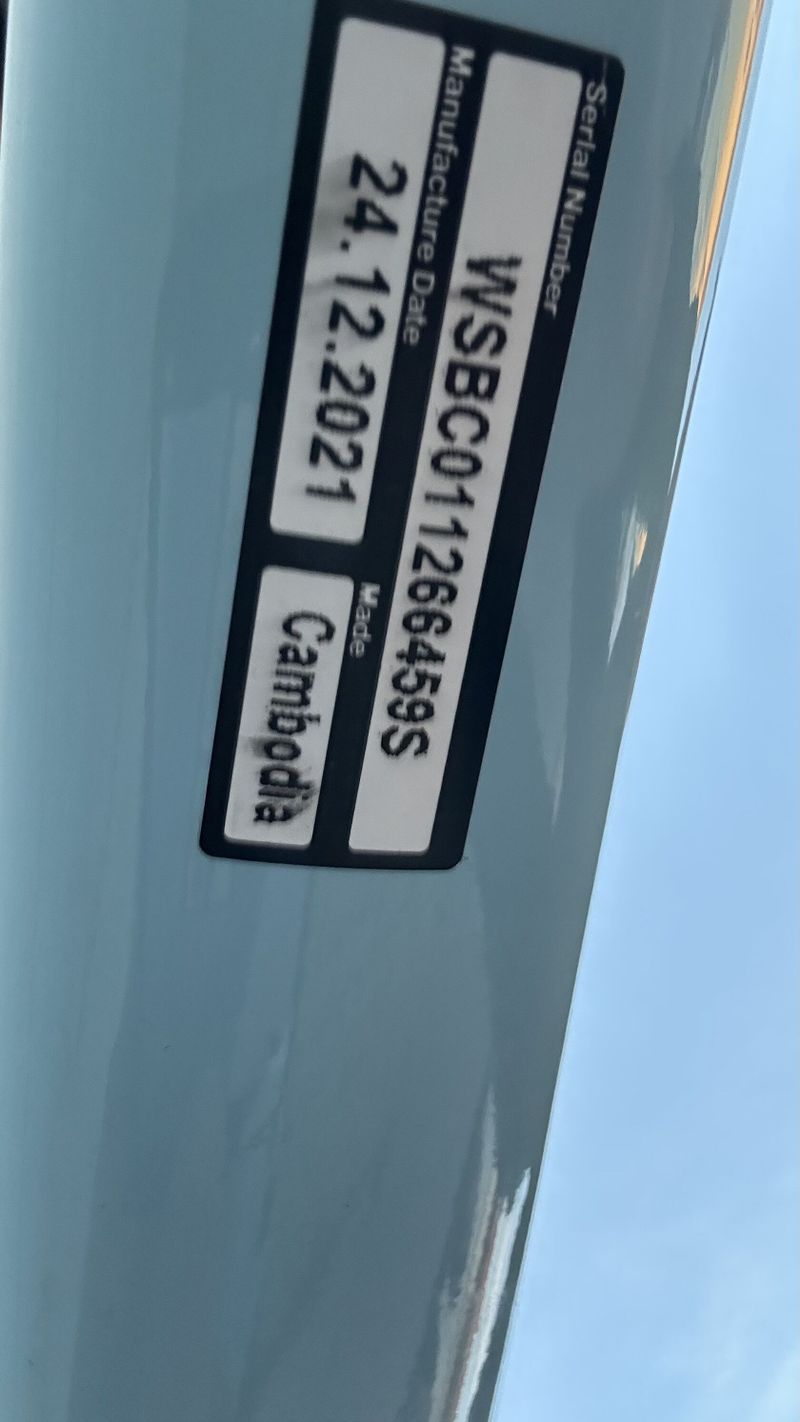 Serial Number
WSBC011266459S
Manufacture Date
24.12.2021
Made
Cambodia